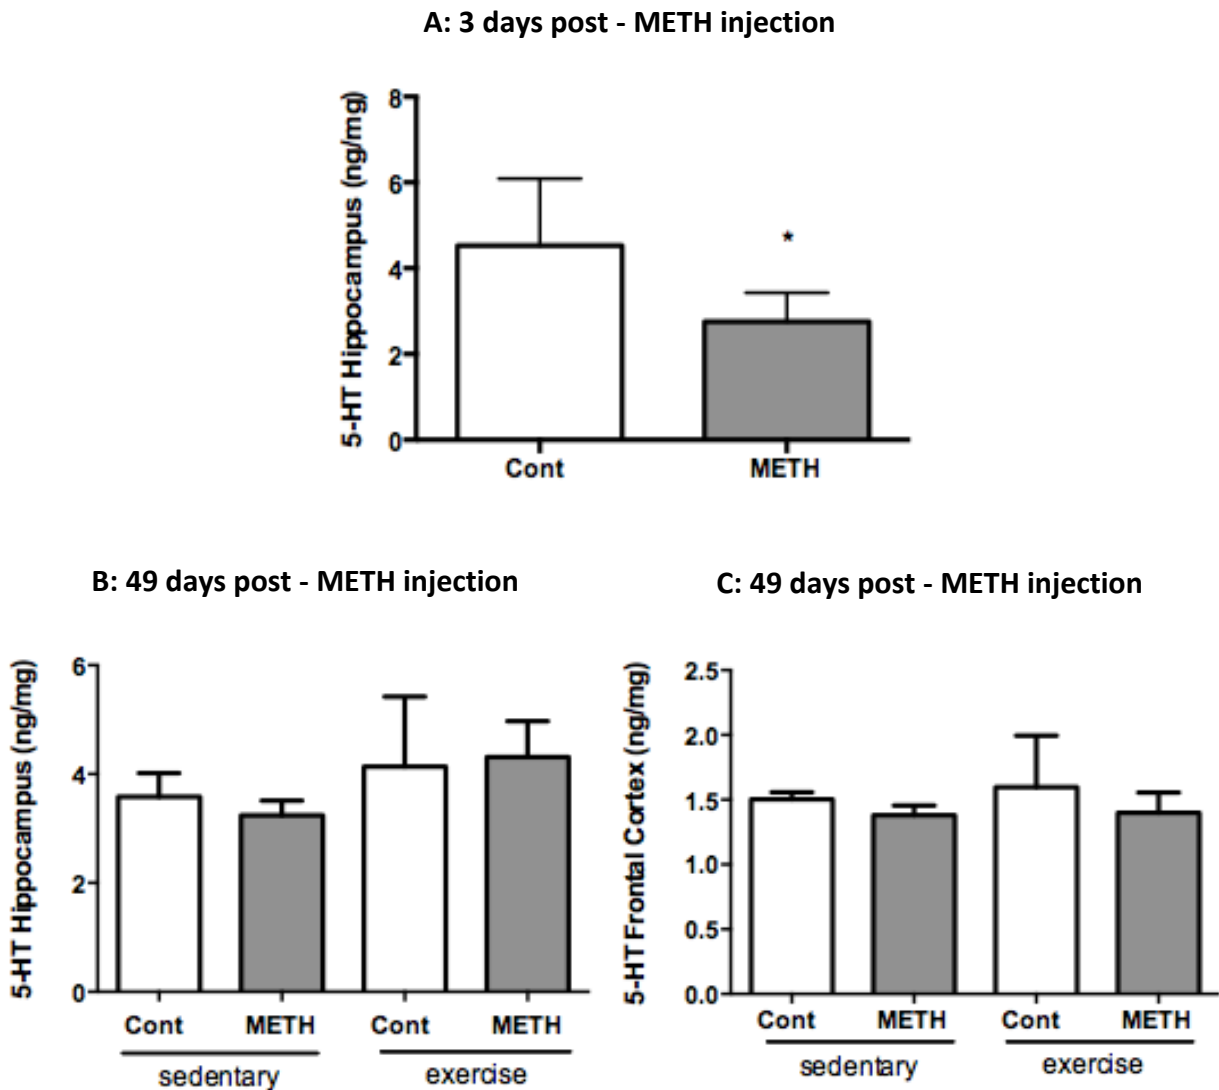 A: 3 days post - METH injection
5-HT Hippocampus (ng/mg)
8
6
4
2
0
*
Cont METH
B: 49 days post - METH injection
5-HT Hippocampus (ng/mg)
6
4
2
0
Cont METH Cont METH
sedentary exercise
C: 49 days post - METH injection
5-HT Frontal Cortex (ng/mg)
2.5
2.0
1.5
1.0
0.5
0.0
Cont METH Cont METH
sedentary exercise